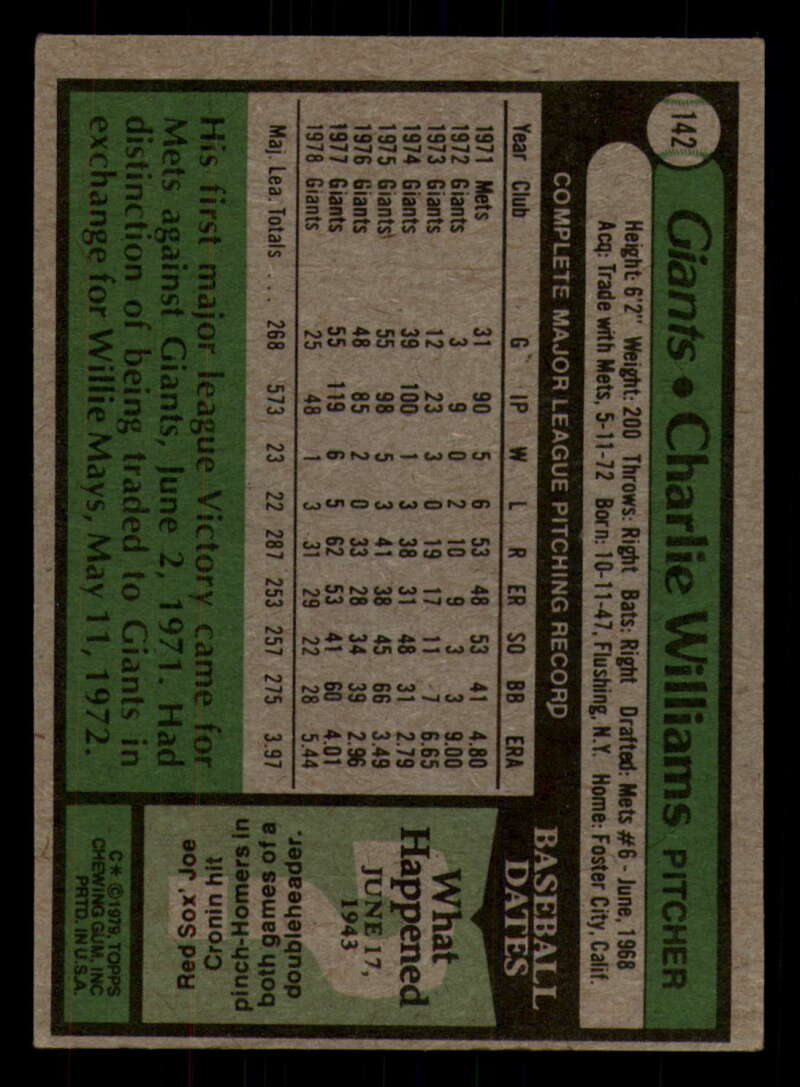 142
Giants • Charlie Williams PITCHER
Height: 6'2" Weight: 200 Throws: Right Bats: Right Drafted: Mets #6 - June, 1968
Acq: Trade with Mets, 5-11-72 Born: 10-11-47, Flushing, N.Y. Home: Foster City, Calif.
COMPLETE MAJOR LEAGUE PITCHING RECORD
Year Club G IP W L R ER SO BB ERA
1971 Mets 31 90 5 6 53 48 53 41 4.80
1972 Giants 3 9 0 2 10 9 3 3 9.00
1973 Giants 12 23 3 0 19 17 11 7 6.65
1974 Giants 39 100 1 3 38 31 48 31 2.79
1975 Giants 55 98 5 3 41 38 45 66 3.49
1976 Giants 48 85 2 0 33 28 34 39 2.96
1977 Giants 55 119 6 5 62 53 41 60 4.01
1978 Giants 25 48 1 3 31 29 22 28 5.44
Maj. Lea. Totals . . . 268 573 23 22 287 253 257 275 3.97
His first major league victory came for
Mets against Giants, June 2, 1971. Had
distinction of being traded to Giants in
exchange for Willie Mays, May 11, 1972.
BASEBALL
DATES
What
Happened
JUNE 17,
1943
Red Sox' Joe
Cronin hit
pinch-Homers in
both games of a
doubleheader.
C* © 1979, TOPPS
CHEWING GUM, INC
PRTD. IN U.S.A.